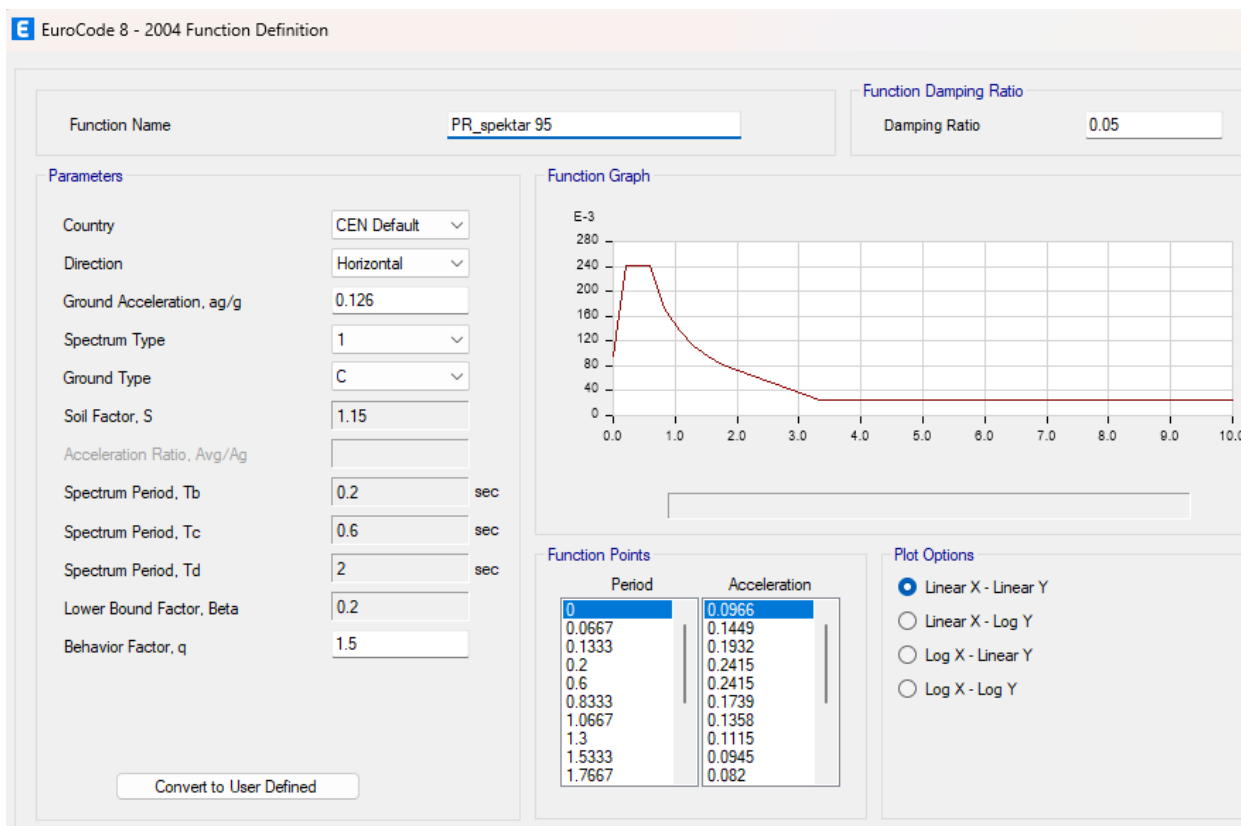 E EuroCode 8 - 2004 Function Definition
Function Name PR_spektar 95
Function Damping Ratio
Damping Ratio 0.05
Parameters
Country CEN Default
Direction Horizontal
Ground Acceleration, ag/g 0.126
Spectrum Type 1
Ground Type C
Soil Factor, S 1.15
Acceleration Ratio, Avg/Ag
Spectrum Period, Tb 0.2 sec
Spectrum Period, Tc 0.6 sec
Spectrum Period, Td 2 sec
Lower Bound Factor, Beta 0.2
Behavior Factor, q 1.5
Convert to User Defined
Function Graph
E-3
280
240
200
160
120
80
40
0
0.0 1.0 2.0 3.0 4.0 5.0 6.0 7.0 8.0 9.0 10.0
Function Points
Period Acceleration
0 0.0966
0.0667 0.1449
0.1333 0.1932
0.2 0.2415
0.6 0.2415
0.8333 0.1739
1.0667 0.1358
1.3 0.1115
1.5333 0.0945
1.7667 0.082
Plot Options
Linear X - Linear Y
Linear X - Log Y
Log X - Linear Y
Log X - Log Y